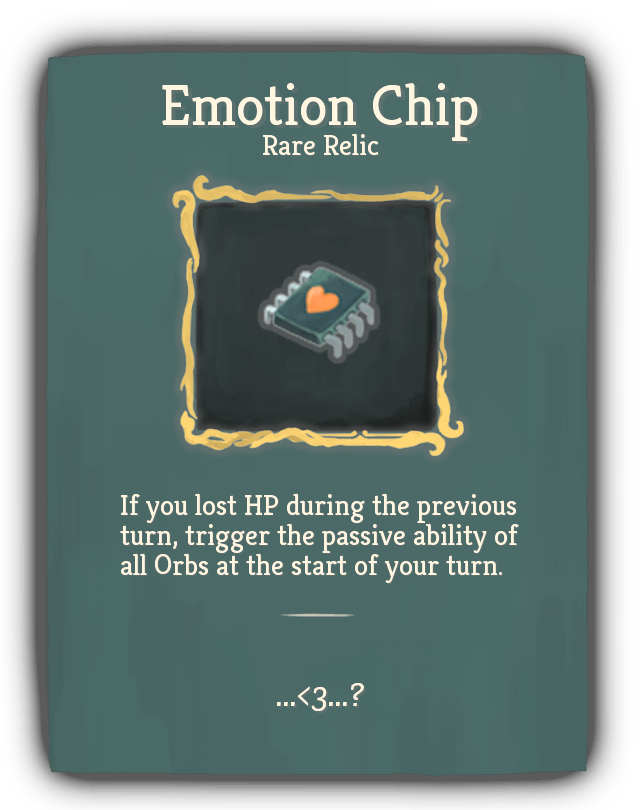 Emotion Chip
Rare Relic
If you lost HP during the previous
turn, trigger the passive ability of
all Orbs at the start of your turn.
...<3...?